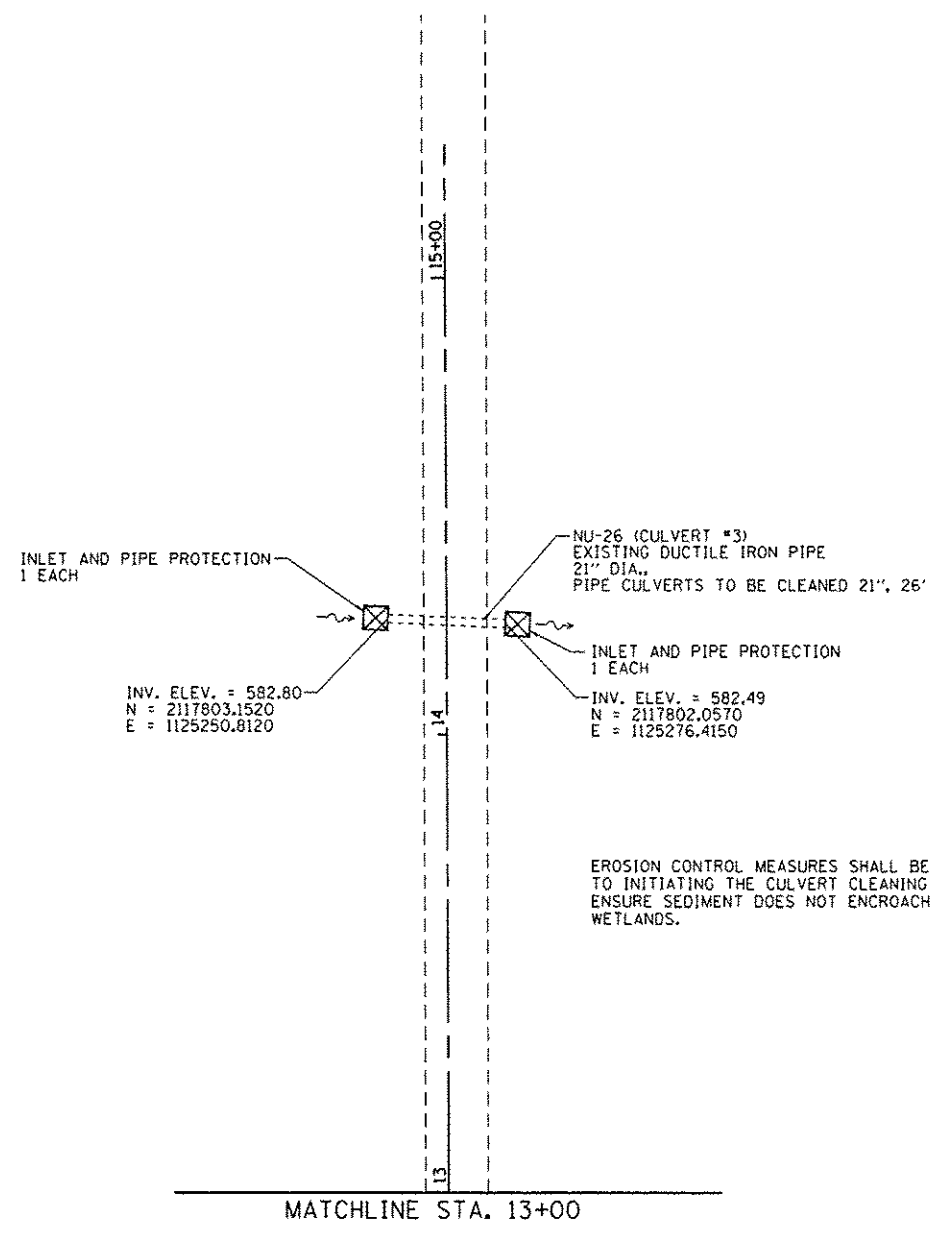 15+00
NU-26 (CULVERT #3)
EXISTING DUCTILE IRON PIPE
21" DIA.,
PIPE CULVERTS TO BE CLEANED 21", 26'
INLET AND PIPE PROTECTION
1 EACH
INLET AND PIPE PROTECTION
1 EACH
INV. ELEV. = 582.80
N = 2117803.1520
E = 1125250.8120
INV. ELEV. = 582.49
N = 2117802.0570
E = 1125276.4150
14
EROSION CONTROL MEASURES SHALL BE
TO INITIATING THE CULVERT CLEANING
ENSURE SEDIMENT DOES NOT ENCROACH
WETLANDS.
13
MATCHLINE STA. 13+00